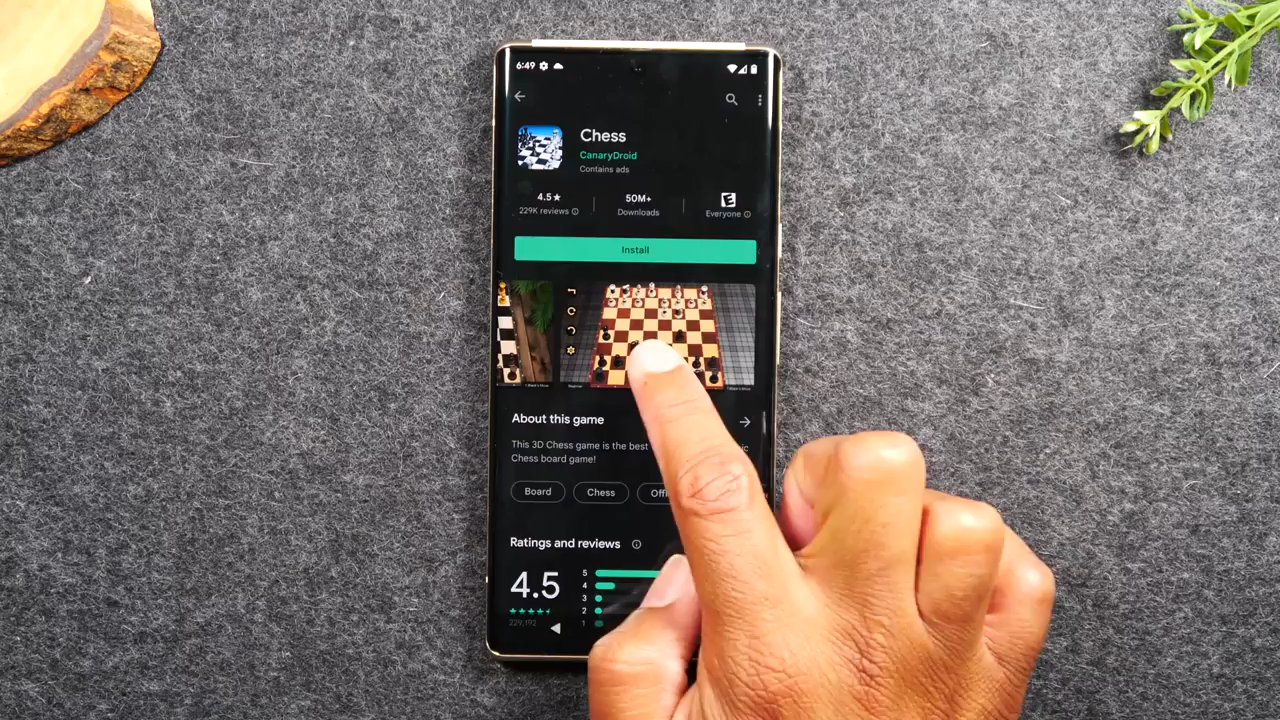 6:49
Chess
CanaryDroid
Contains ads
4.5★
229K reviews
50M+
Downloads
E
Everyone
Install
About this game
This 3D Chess game is the best
Chess board game!
Board
Chess
Ratings and reviews
4.5
5
4
3
2
1
229,192